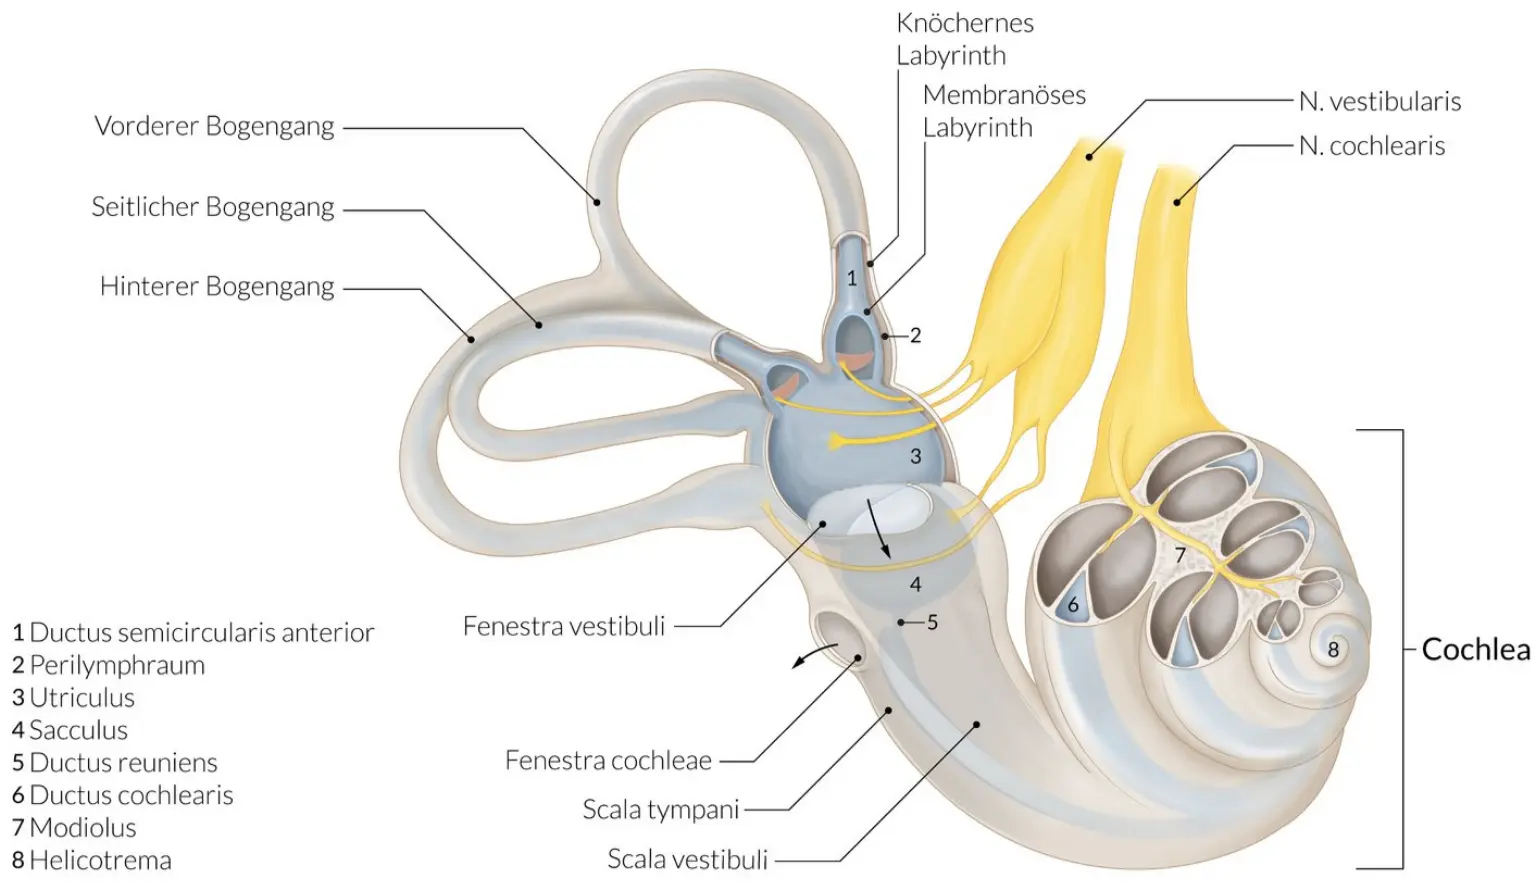 Knöchernes
Labyrinth
Membranöses
Labyrinth
N. vestibularis
N. cochlearis
Vorderer Bogengang
Seitlicher Bogengang
Hinterer Bogengang
1
2
3
4
5
6
7
8
Fenestra vestibuli
Fenestra cochleae
Scala tympani
Scala vestibuli
Cochlea
1 Ductus semicircularis anterior
2 Perilymphraum
3 Utriculus
4 Sacculus
5 Ductus reuniens
6 Ductus cochlearis
7 Modiolus
8 Helicotrema